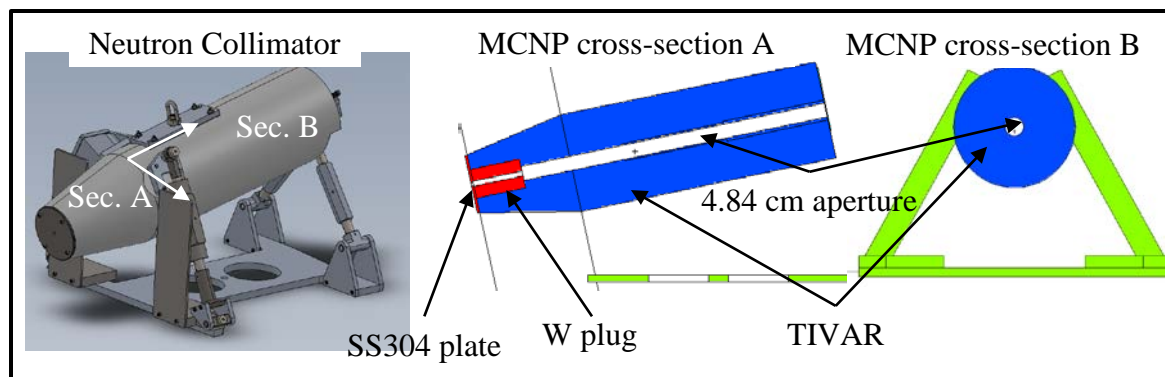 Neutron Collimator
MCNP cross-section A
MCNP cross-section B
Sec. B
Sec. A
4.84 cm aperture
SS304 plate
W plug
TIVAR